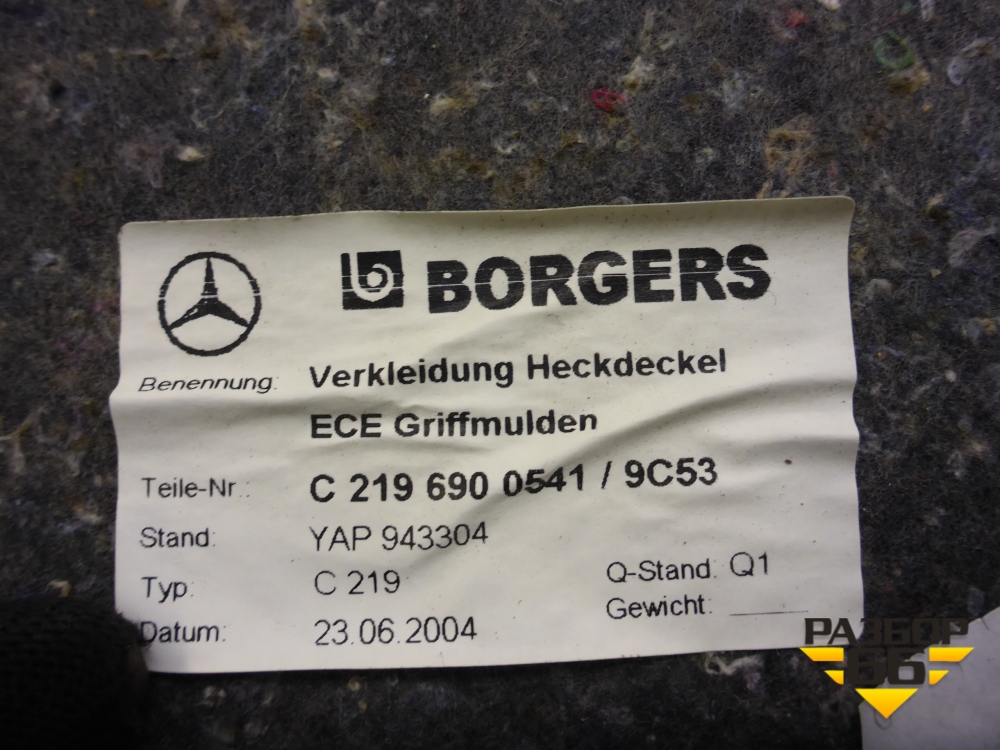 BORGERS
Benennung: Verkleidung Heckdeckel
ECE Griffmulden
Teile-Nr.: C 219 690 0541 / 9C53
Stand: YAP 943304
Typ: C 219
Q-Stand: Q1
Gewicht:
Datum: 23.06.2004
РАЗБОР
66